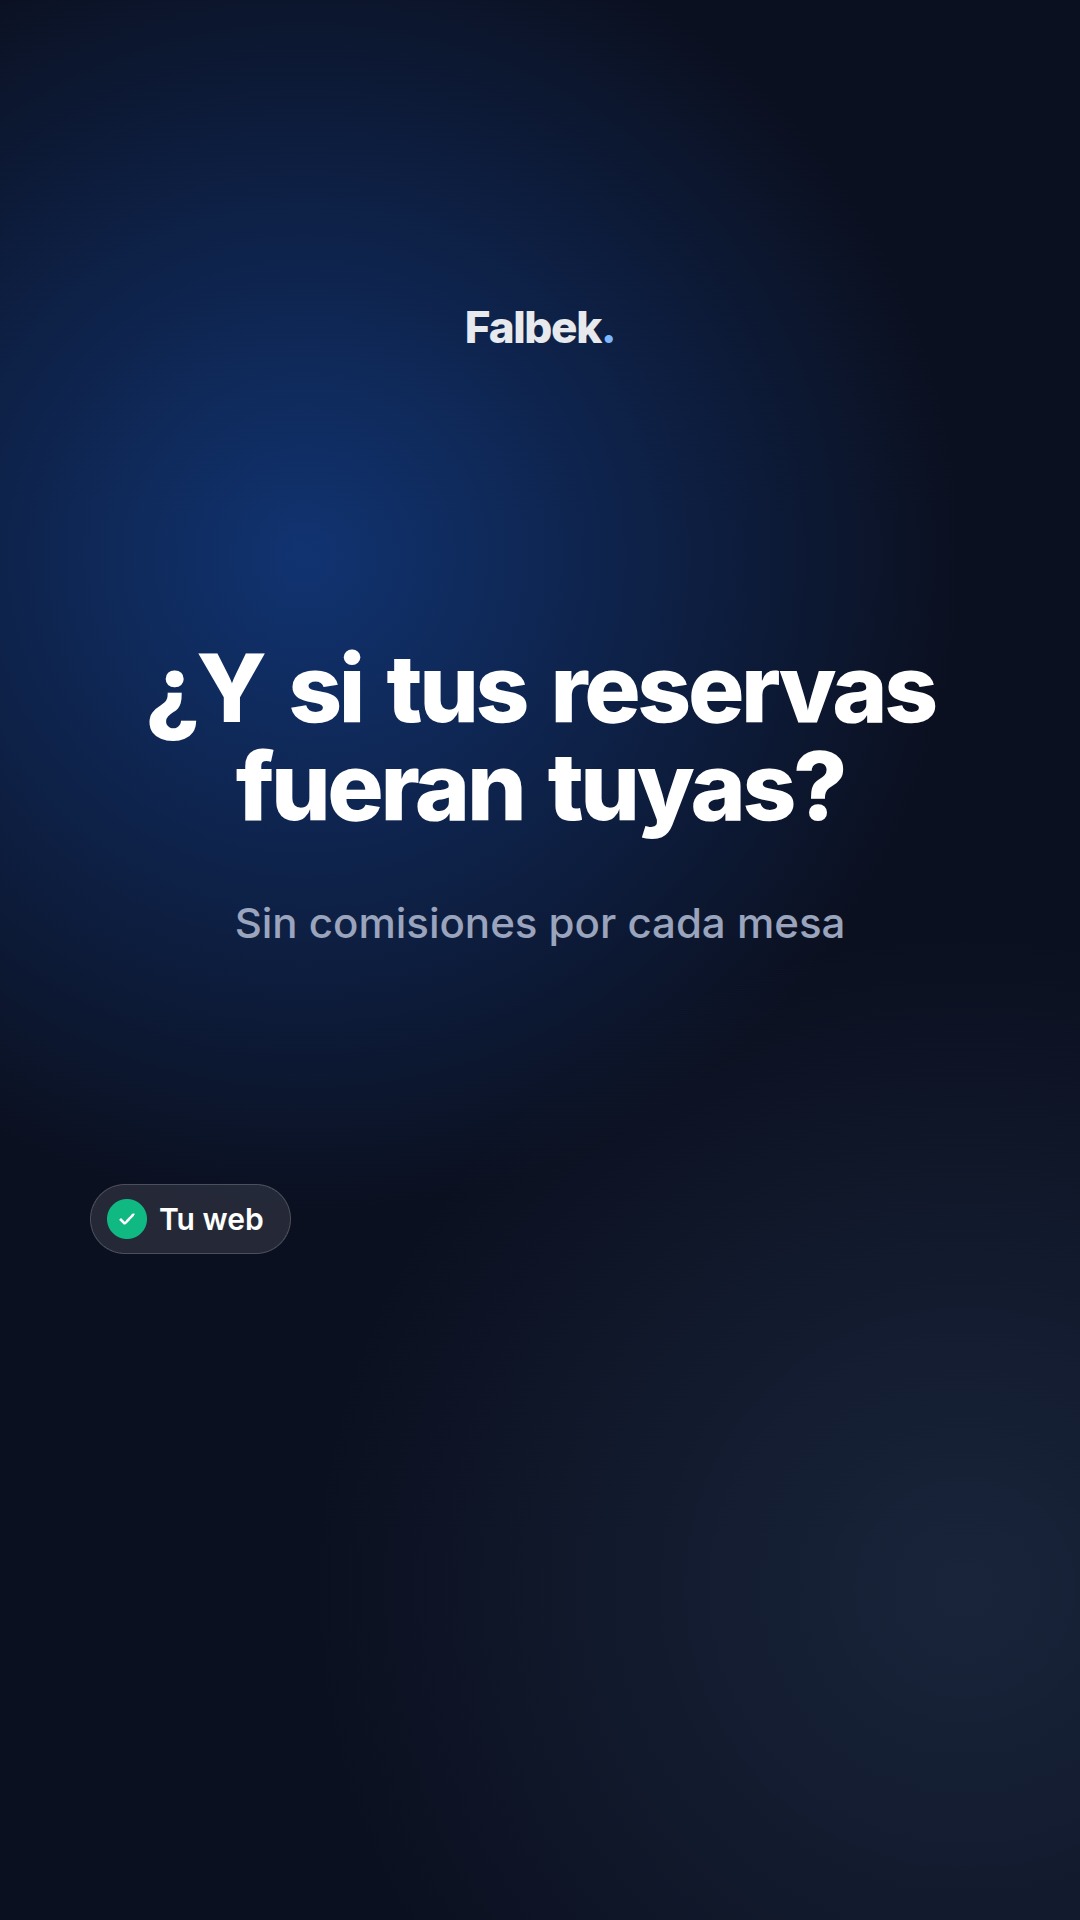 Falbek.
¿Y si tus reservas
fueran tuyas?
Sin comisiones por cada mesa
Tu web